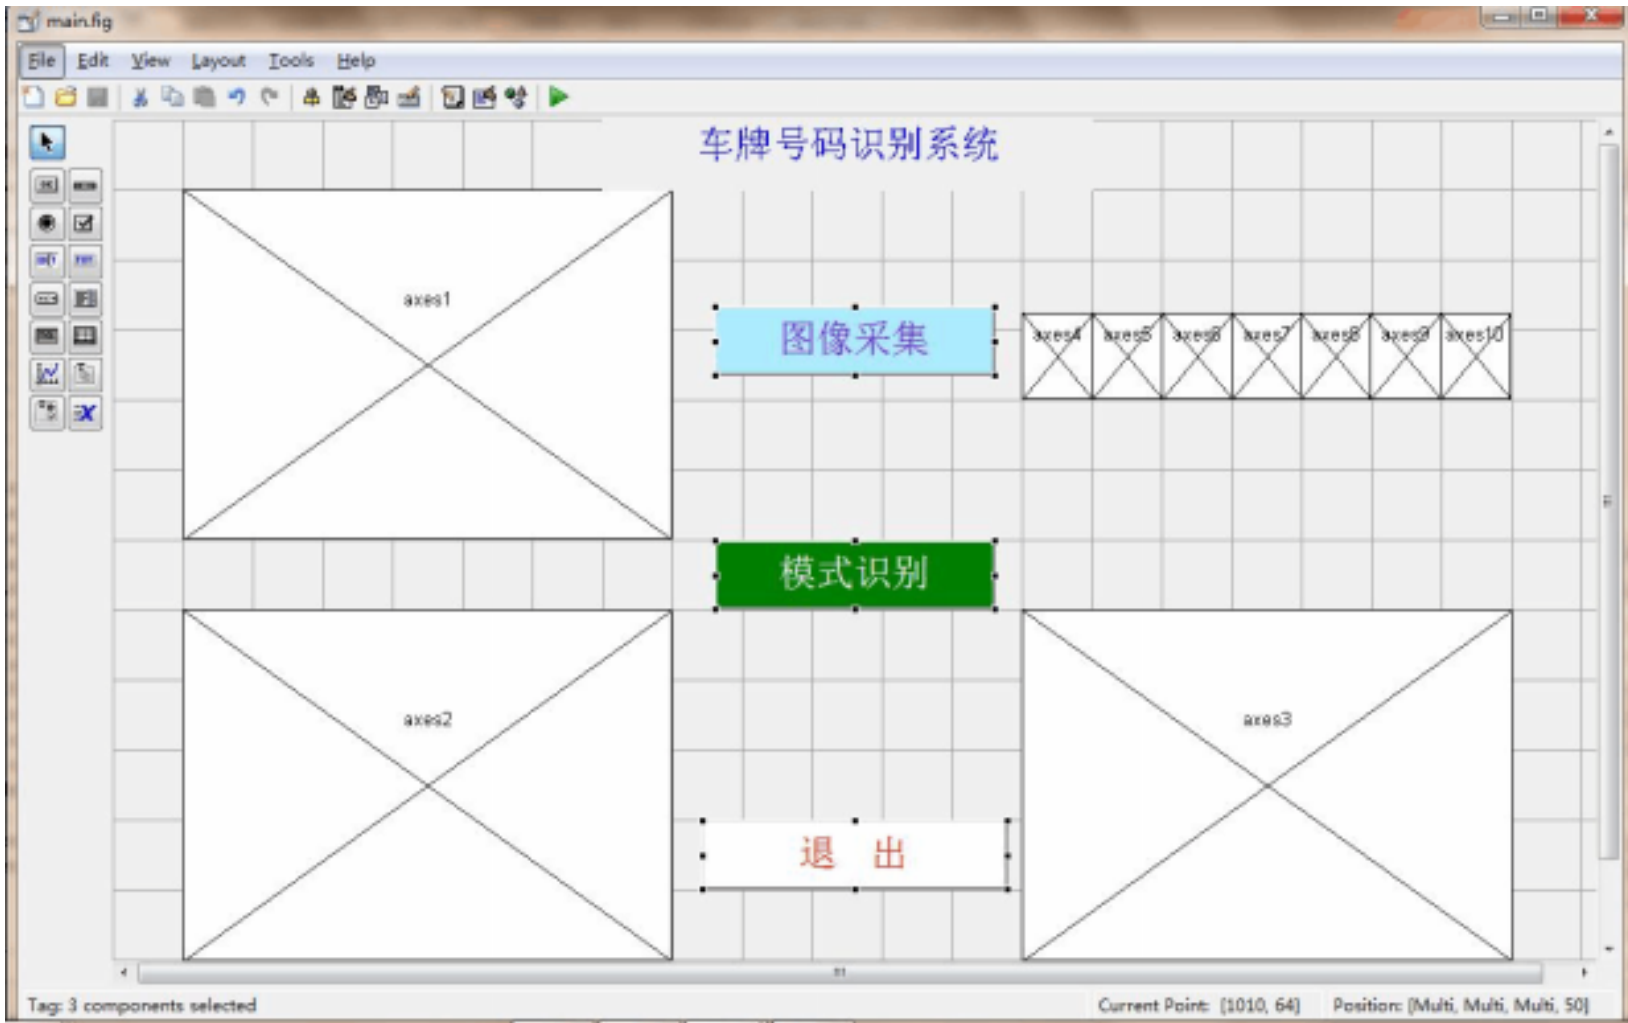 main.fig
File Edit View Layout Tools Help
车牌号码识别系统
axes1
图像采集
axes4 axes5 axes6 axes7 axes8 axes9 axes10
模式识别
axes2
axes3
退 出
Tag: 3 components selected
Current Point: [1010, 64]
Position: [Multi, Multi, Multi, 50]